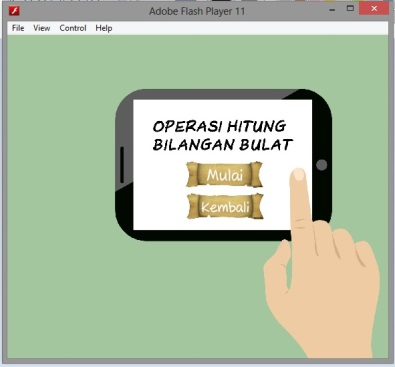 Adobe Flash Player 11
File View Control Help
OPERASI HITUNG
BILANGAN BULAT
Mulai
Kembali